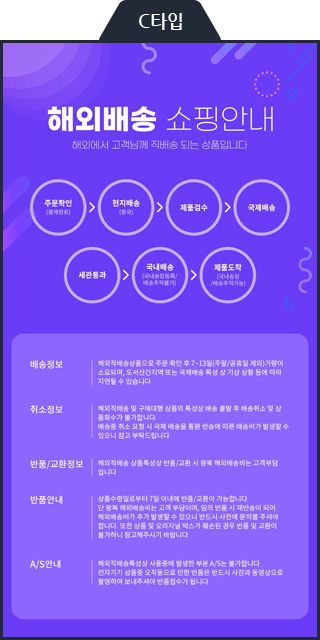 C타입
해외배송 쇼핑안내
해외에서 고객님께 직배송 되는 상품입니다
주문확인
(결제완료)
현지배송
(중국)
제품검수
국제배송
세관통과
국내배송
(국내송장등록/
배송추적불가)
제품도착
(국내송장
/배송추적가능)
배송정보
해외직배송상품으로 주문 확인 후 7~13일(주말/공휴일 제외)가량이
소요되며, 도서산간지역 또는 국제배송 특성 상 기상 상황 등에 따라
지연될 수 있습니다
취소정보
해외직배송 및 구매대행 상품의 특성상 배송 출발 후 배송취소 및 상
품회수가 불가합니다
배송중 취소 요청 시 국제 배송을 통환 반송에 따른 배송비가 발생할 수
있으니 참고 부탁드립니다
반품/교환정보
해외직배송 상품특성상 반품/교환 시 왕복 해외배송비는 고객부담
입니다
반품안내
상품수령일로부터 7일 이내에 반품/교환이 가능합니다
단 왕복 해외배송비는 고객 부담이며, 임의 반품 시 재반송이 되어
해외배송비가 추가 발생할 수 있으니 반드시 사전에 문의를 주셔야
합니다. 또한 상품 및 오리지널 박스가 훼손된 경우 반품 및 교환이
불가하니 참고해주시기 바랍니다
A/S안내
해외직배송특성상 사용중에 발생한 부분 A/S는 불가합니다
전자기기 상품중 오작동으로 인한 반품은 반드시 사진과 동영상으로
촬영하여 보내주셔야 반품접수가 됩니다